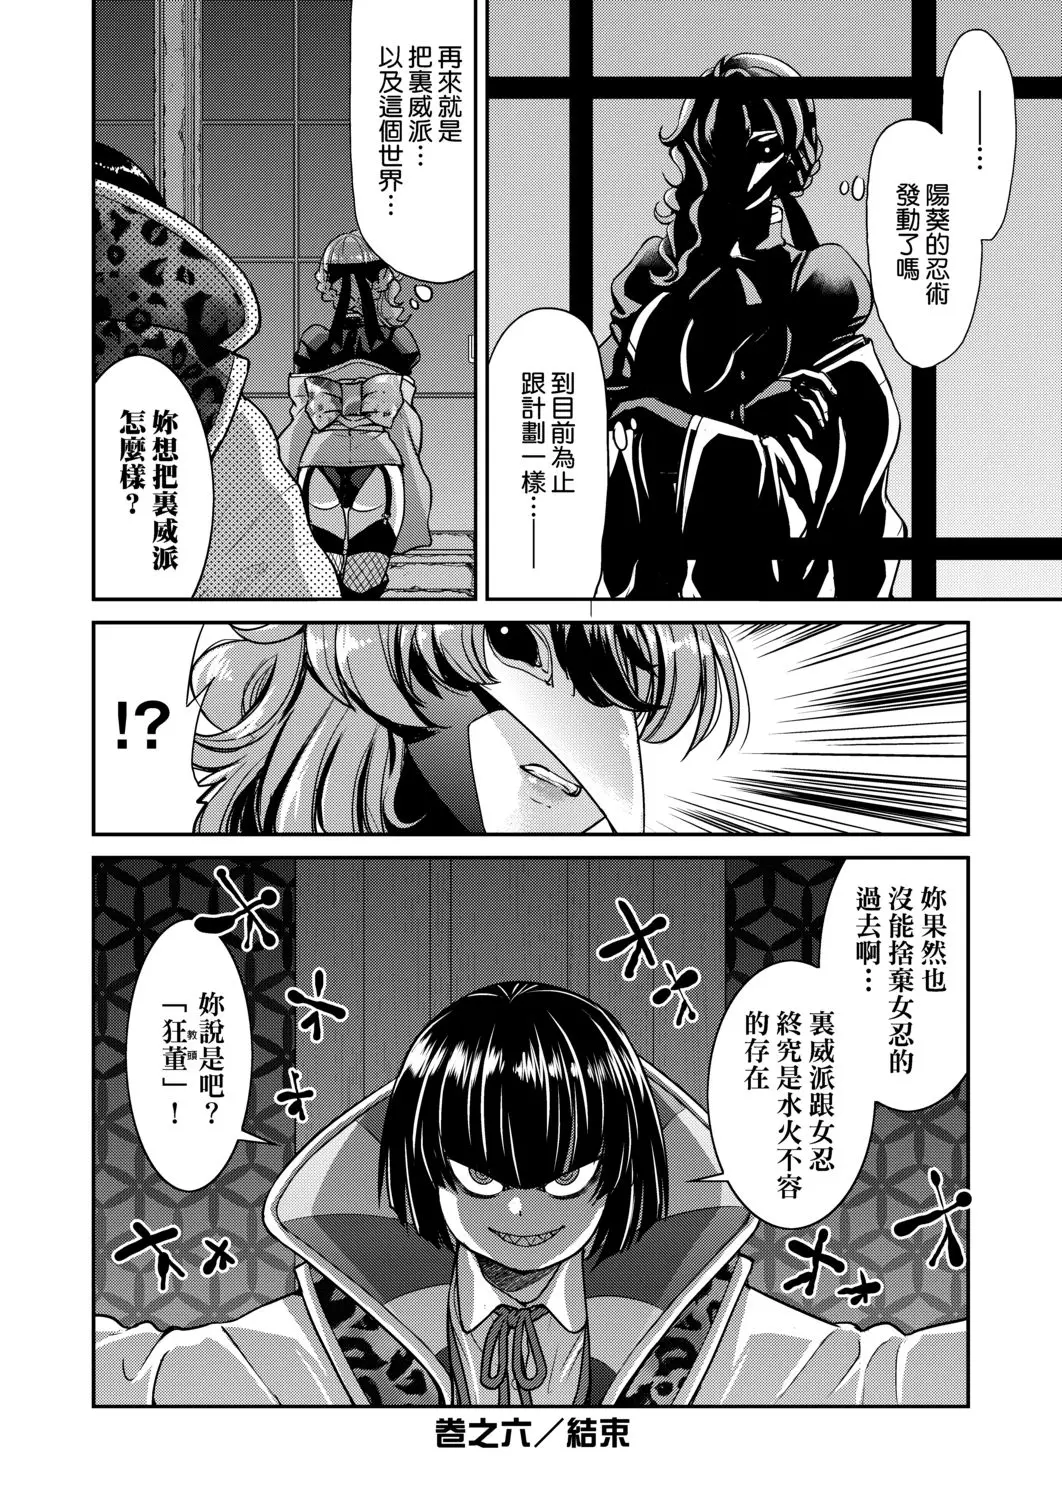 ———…
陽葵的忍術
發動了嗎
到目前為止
跟計劃一樣…——
再來就是
把裏威派…
以及這個世界…
妳想把裏威派
怎麼樣？
!?
妳果然也
沒能捨棄女忍的
過去啊…
裏威派跟女忍
終究是水火不容
的存在
妳說是吧？
「狂董」！
教頭
卷之六／結束